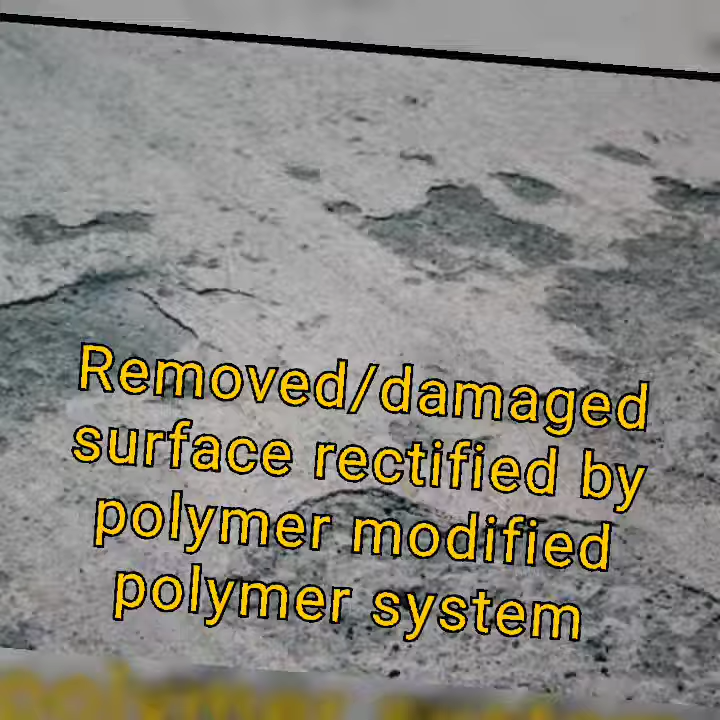 Removed/damaged
surface rectified by
polymer modified
polymer system